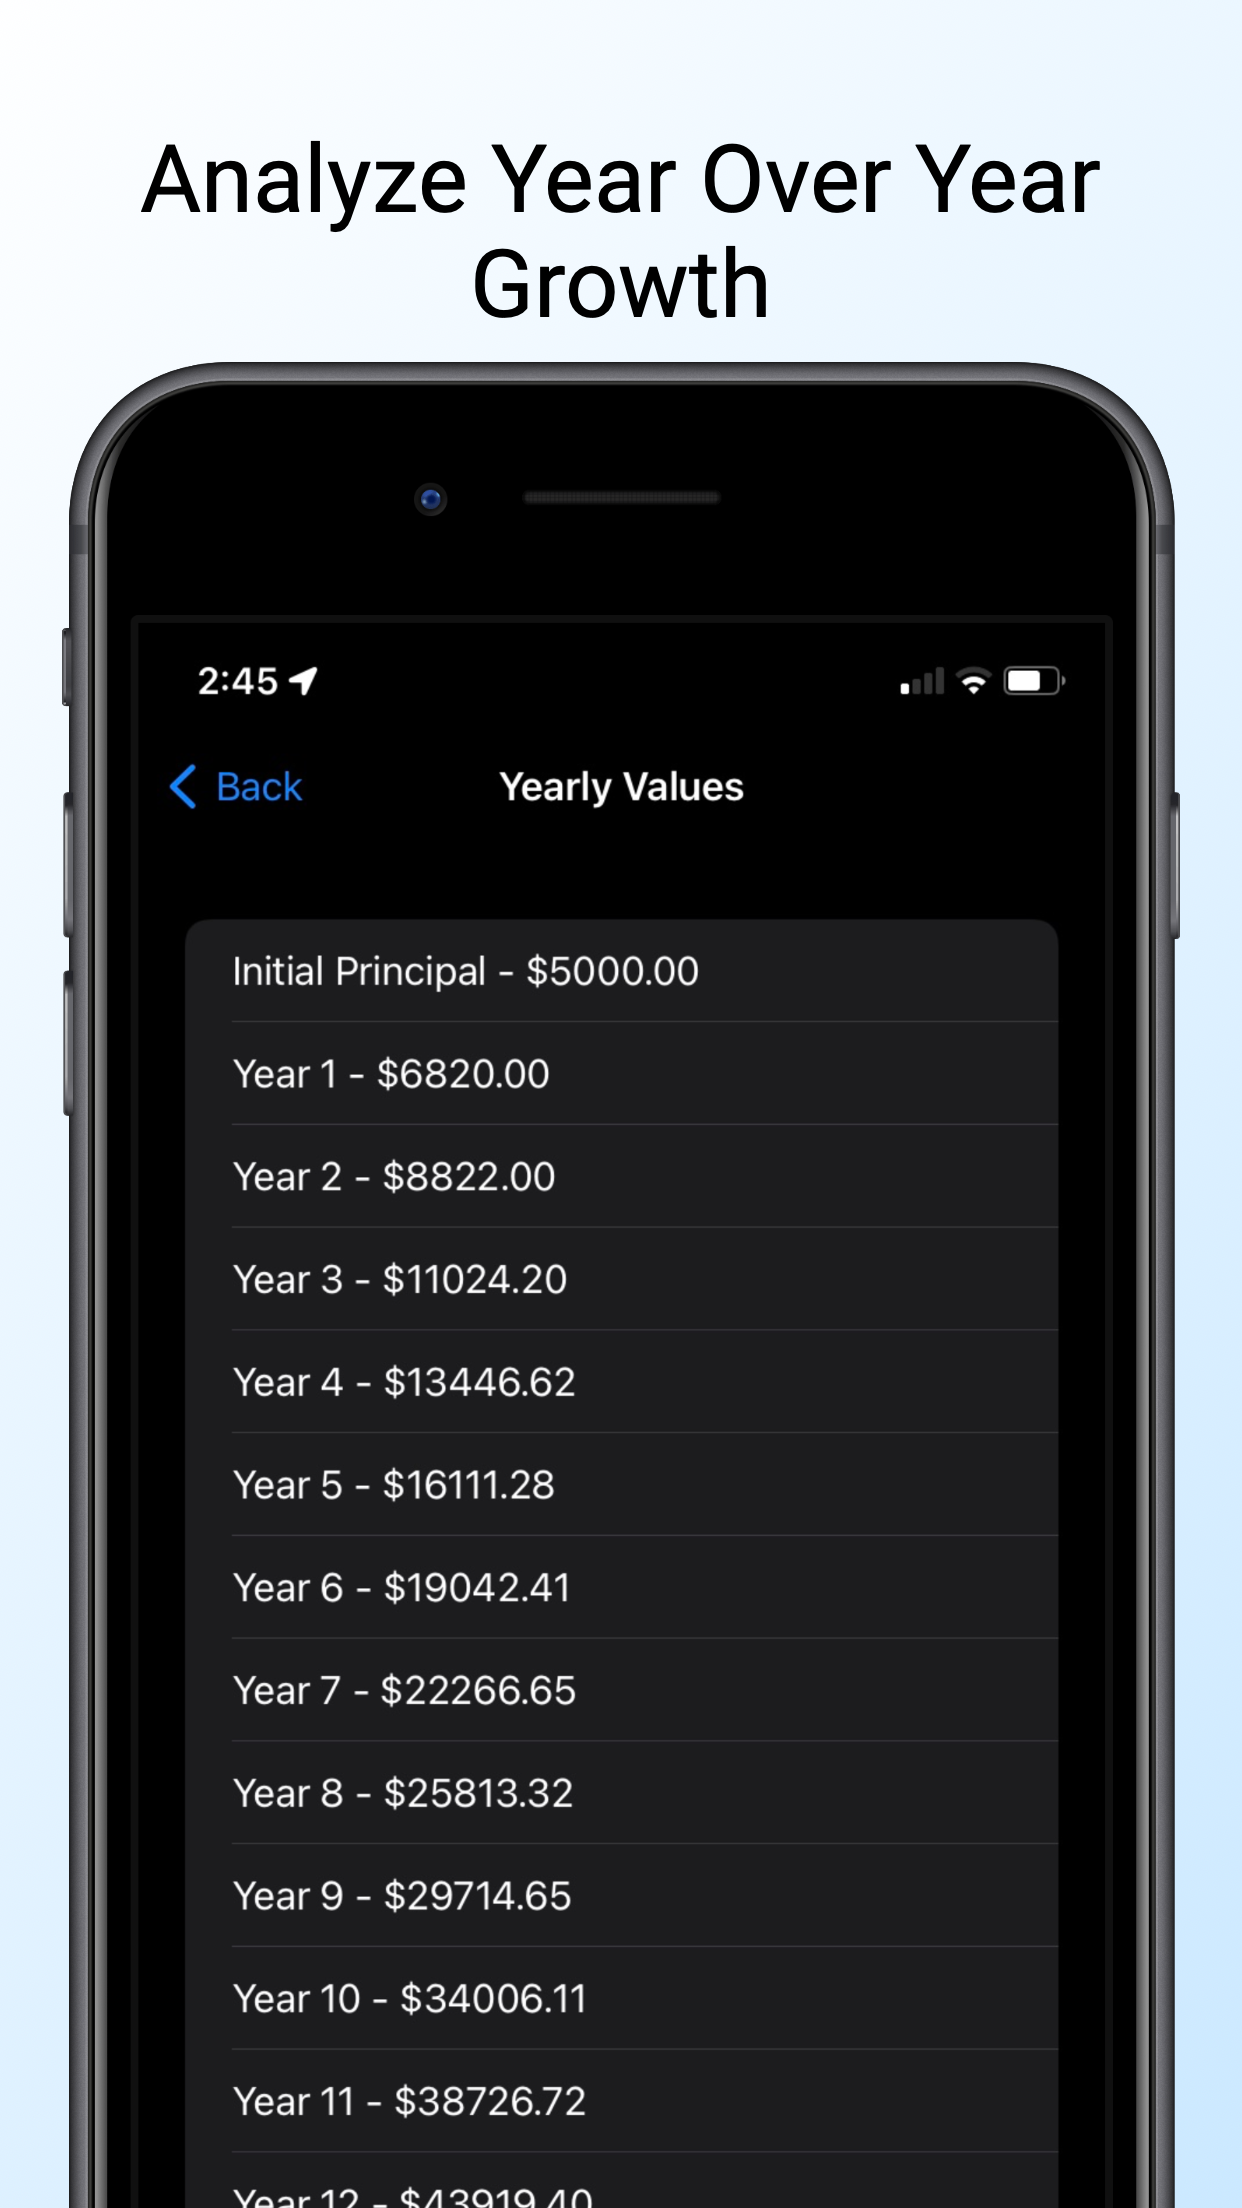 Analyze Year Over Year
Growth
2:45
Back
Yearly Values
Initial Principal - $5000.00
Year 1 - $6820.00
Year 2 - $8822.00
Year 3 - $11024.20
Year 4 - $13446.62
Year 5 - $16111.28
Year 6 - $19042.41
Year 7 - $22266.65
Year 8 - $25813.32
Year 9 - $29714.65
Year 10 - $34006.11
Year 11 - $38726.72
Year 12 - $43919.40